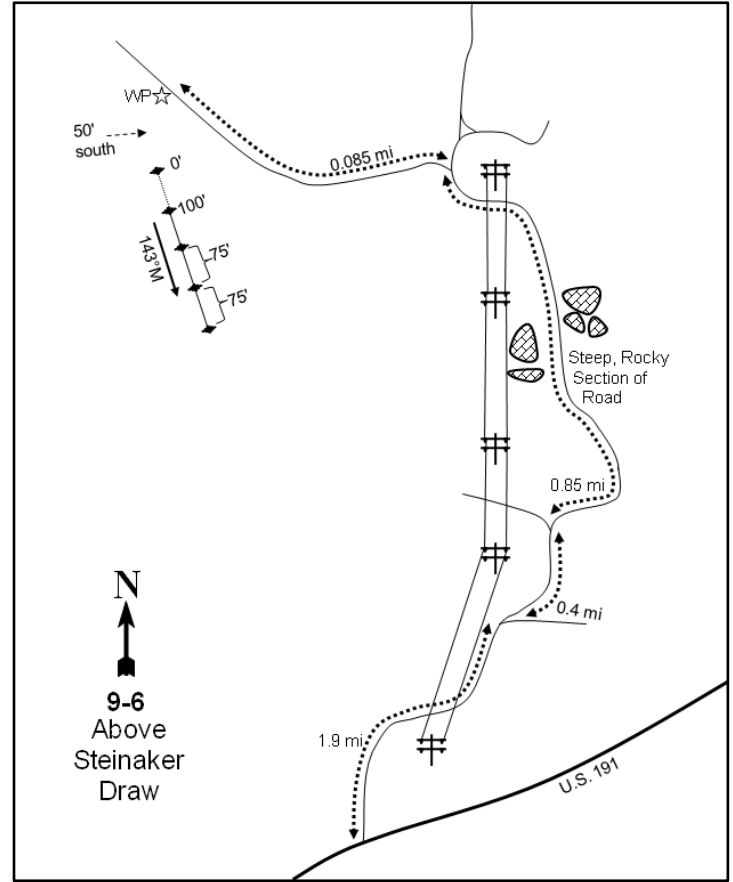 WP
50'
south
0'
100'
143°M
75'
75'
0.085 mi
Steep, Rocky
Section of
Road
0.85 mi
0.4 mi
1.9 mi
U.S. 191
N
9-6
Above
Steinaker
Draw